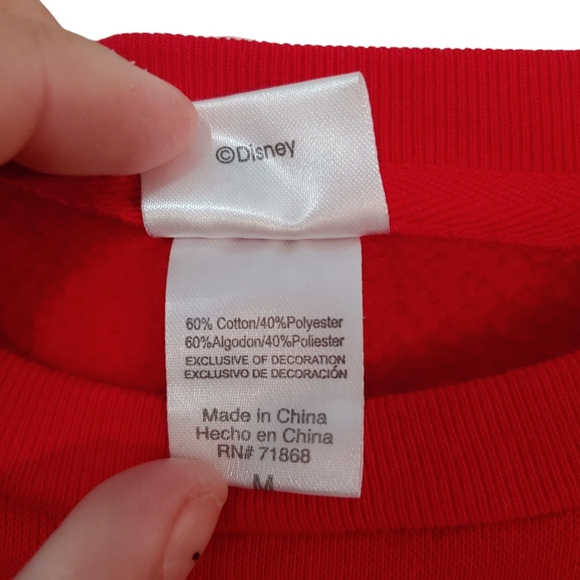 ©Disney
60% Cotton/40%Polyester
60%Algodon/40%Poliester
EXCLUSIVE OF DECORATION
EXCLUSIVO DE DECORACIÓN
Made in China
Hecho en China
RN# 71868
M